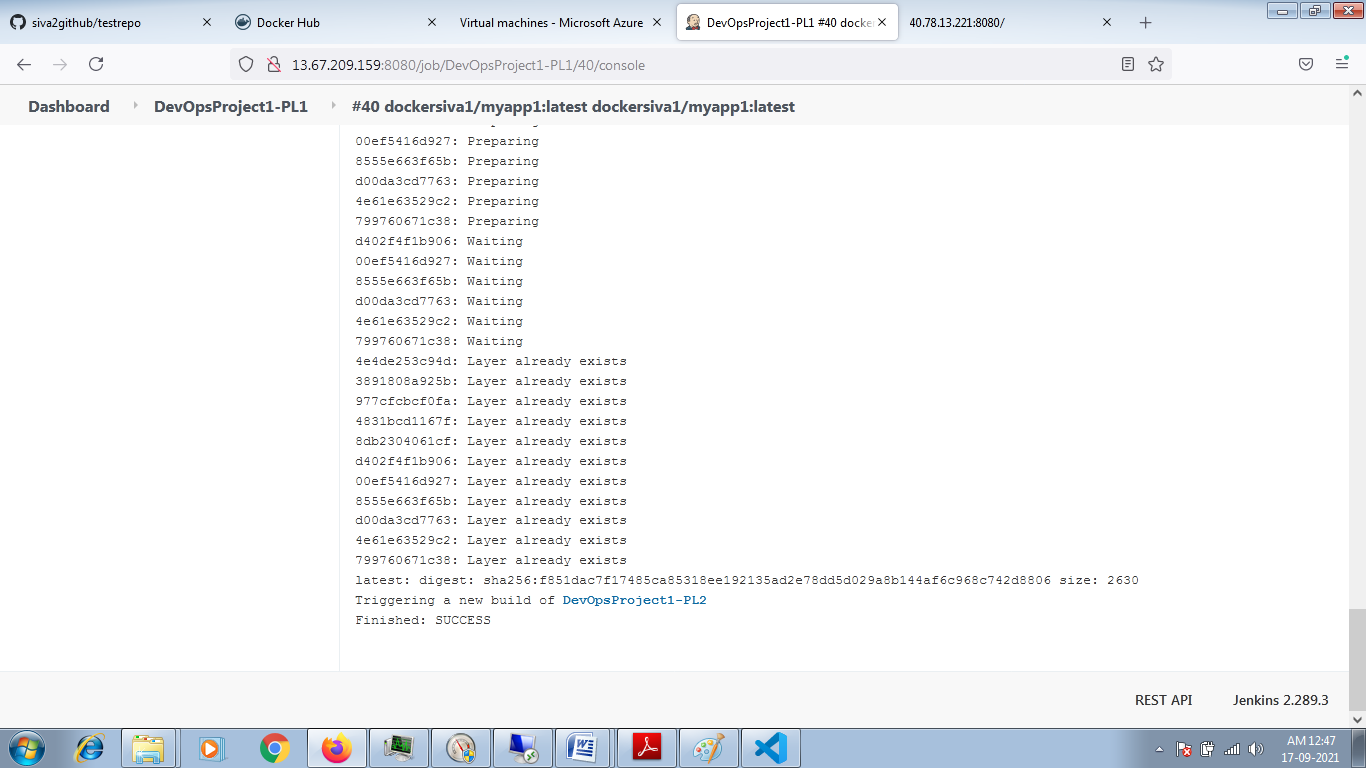 siva2github/testrepo
Docker Hub
Virtual machines - Microsoft Azure
DevOpsProject1-PL1 #40 docke
40.78.13.221:8080/
13.67.209.159:8080/job/DevOpsProject1-PL1/40/console
Dashboard DevOpsProject1-PL1 #40 dockersiva1/myapp1:latest dockersiva1/myapp1:latest
00ef5416d927: Preparing
8555e663f65b: Preparing
d00da3cd7763: Preparing
4e61e63529c2: Preparing
799760671c38: Preparing
d402f4f1b906: Waiting
00ef5416d927: Waiting
8555e663f65b: Waiting
d00da3cd7763: Waiting
4e61e63529c2: Waiting
799760671c38: Waiting
4e4de253c94d: Layer already exists
3891808a925b: Layer already exists
977cfcbcf0fa: Layer already exists
4831bcd1167f: Layer already exists
8db2304061cf: Layer already exists
d402f4f1b906: Layer already exists
00ef5416d927: Layer already exists
8555e663f65b: Layer already exists
d00da3cd7763: Layer already exists
4e61e63529c2: Layer already exists
799760671c38: Layer already exists
latest: digest: sha256:f851dac7f17485ca85318ee192135ad2e78dd5d029a8b144af6c968c742d8806 size: 2630
Triggering a new build of DevOpsProject1-PL2
Finished: SUCCESS
REST API Jenkins 2.289.3
AM 12:47
17-09-2021